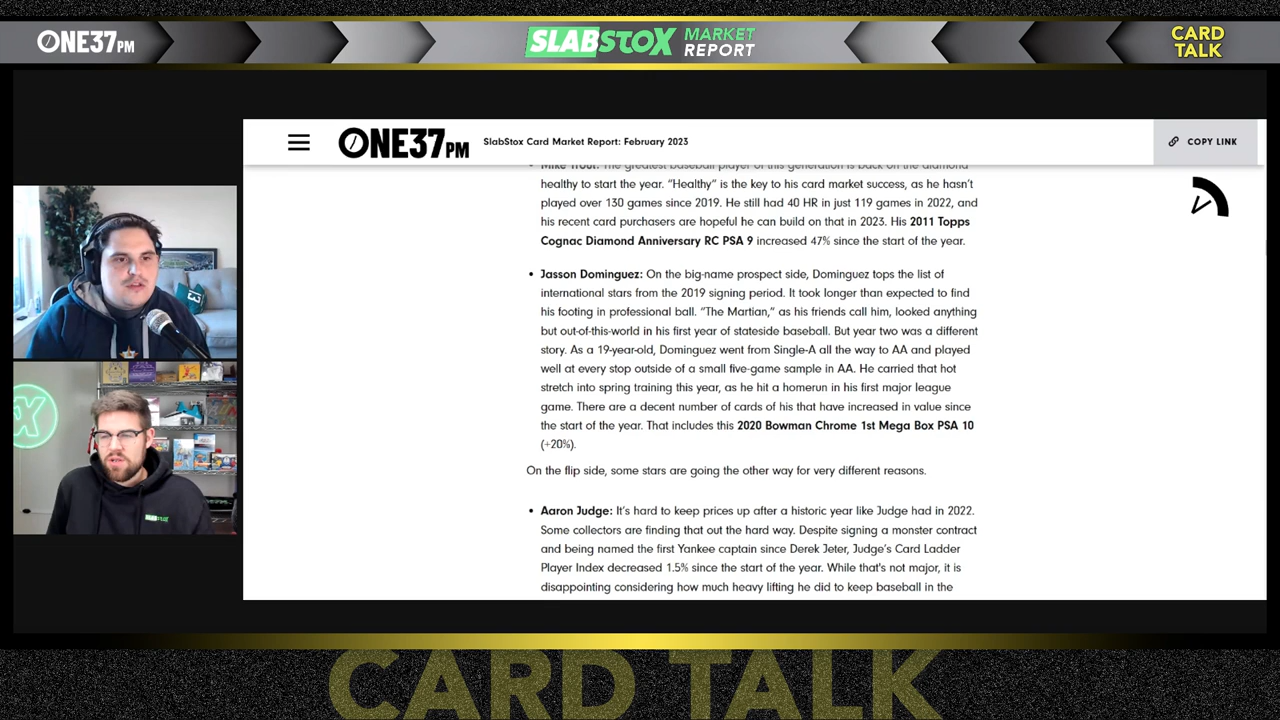 ONE37PM
SLABSTOX MARKET REPORT
CARD TALK
ONE37PM
SlabStox Card Market Report: February 2023
COPY LINK
• Mike Trout: The greatest baseball player of this generation is back on the diamond
healthy to start the year. “Healthy” is the key to his card market success, as he hasn’t
played over 130 games since 2019. He still had 40 HR in just 119 games in 2022, and
his recent card purchasers are hopeful he can build on that in 2023. His 2011 Topps
Cognac Diamond Anniversary RC PSA 9 increased 47% since the start of the year.
• Jasson Dominguez: On the big-name prospect side, Dominguez tops the list of
international stars from the 2019 signing period. It took longer than expected to find
his footing in professional ball. “The Martian,” as his friends call him, looked anything
but out-of-this-world in his first year of stateside baseball. But year two was a different
story. As a 19-year-old, Dominguez went from Single-A all the way to AA and played
well at every stop outside of a small five-game sample in AA. He carried that hot
stretch into spring training this year, as he hit a homerun in his first major league
game. There are a decent number of cards of his that have increased in value since
the start of the year. That includes this 2020 Bowman Chrome 1st Mega Box PSA 10
(+20%).
On the flip side, some stars are going the other way for very different reasons.
• Aaron Judge: It’s hard to keep prices up after a historic year like Judge had in 2022.
Some collectors are finding that out the hard way. Despite signing a monster contract
and being named the first Yankee captain since Derek Jeter, Judge’s Card Ladder
Player Index decreased 1.5% since the start of the year. While that's not major, it is
disappointing considering how much heavy lifting he did to keep baseball in the
SLABSTOX
CARD TALK